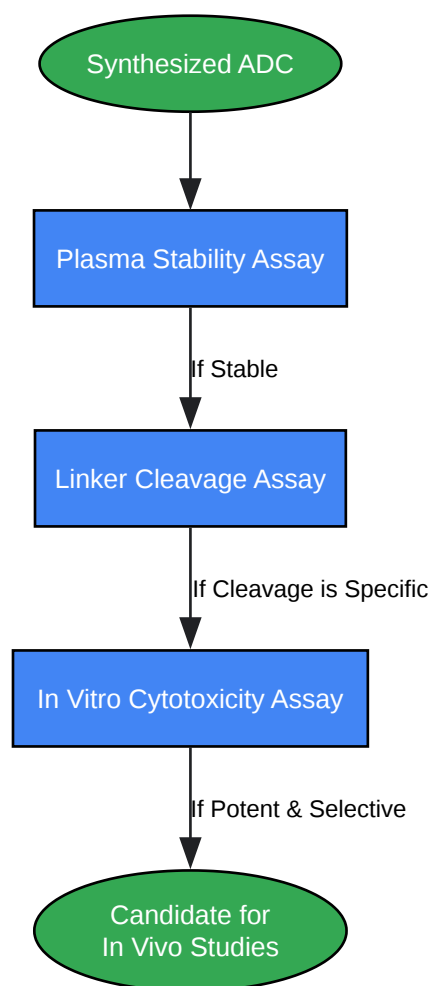 Synthesized ADC
Plasma Stability Assay
If Stable
Linker Cleavage Assay
If Cleavage is Specific
In Vitro Cytotoxicity Assay
If Potent & Selective
Candidate for
In Vivo Studies